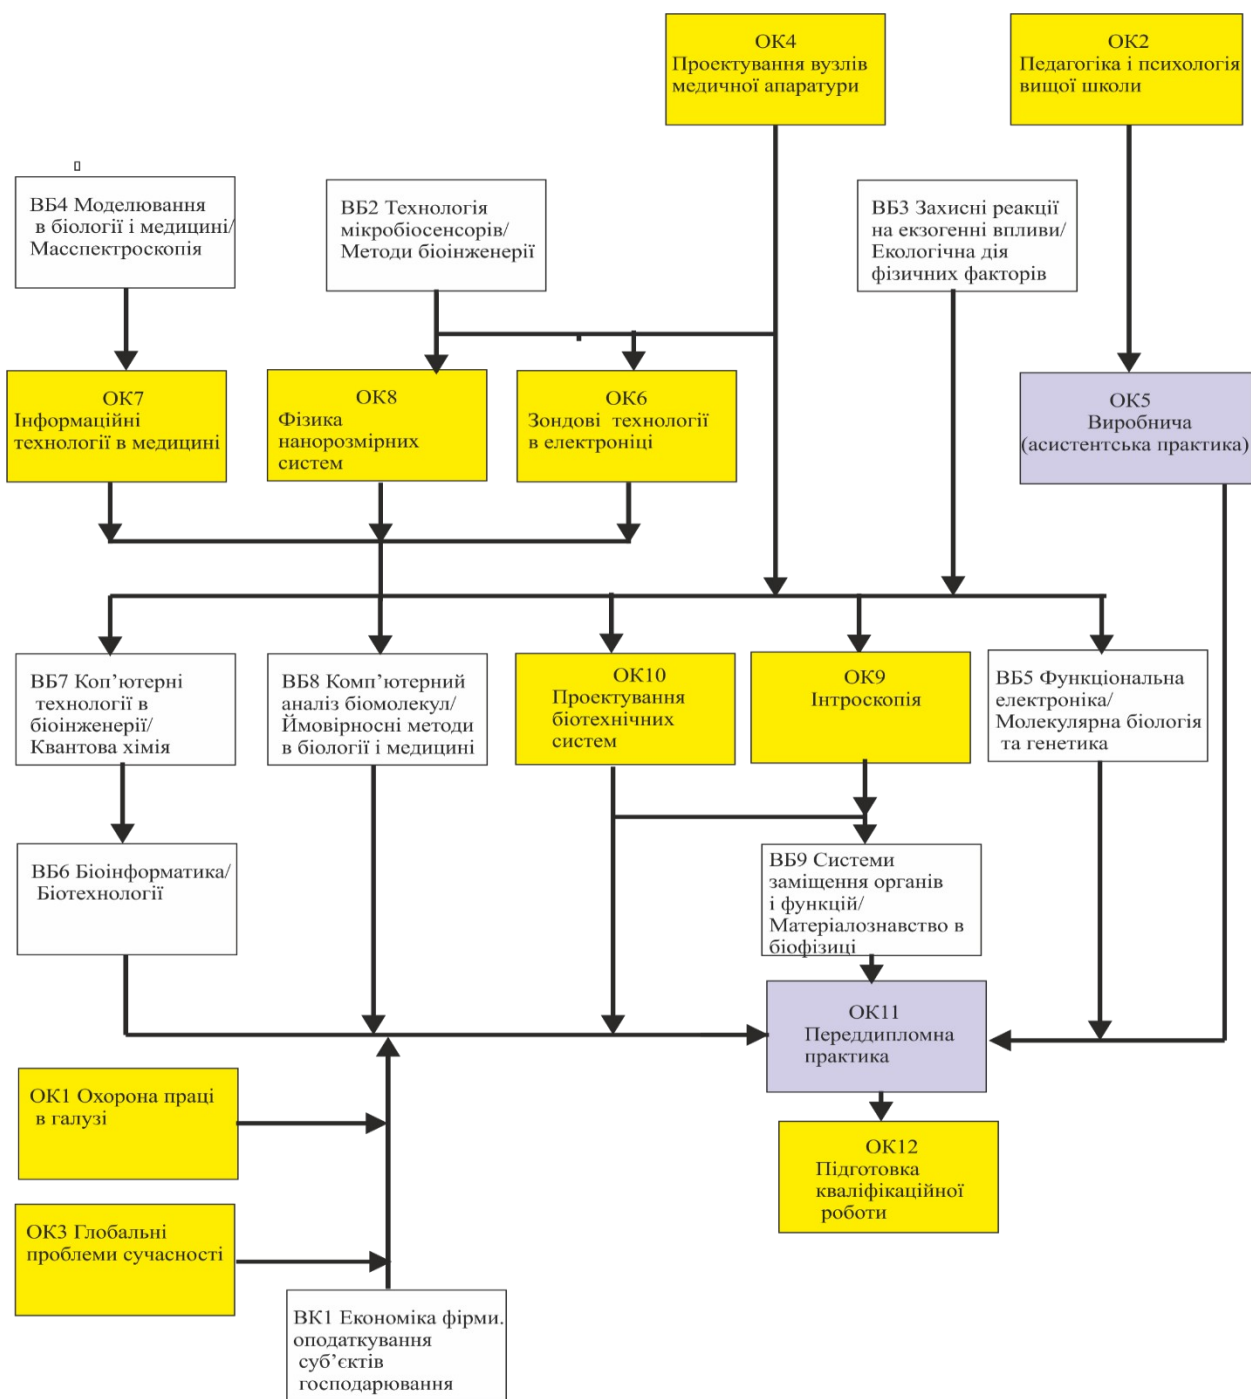 ОК4
Проектування вузлів
медичної апаратури
ОК2
Педагогіка і психологія
вищої школи
ВБ4 Моделювання
в біології і медицині/
Масспектроскопія
ВБ2 Технологія
мікробіосенсорів/
Методи біоінженерії
ВБ3 Захисні реакції
на екзогенні впливи/
Екологічна дія
фізичних факторів
ОК7
Інформаційні
технології в медицині
ОК8
Фізика
нанорозмірних
систем
ОК6
Зондові технології
в електроніці
ОК5
Виробнича
(асистентська практика)
ВБ7 Коп’ютерні
технології в
біоінженерії/
Квантова хімія
ВБ8 Комп’ютерний
аналіз біомолекул/
Ймовірносні методи
в біології і медицині
ОК10
Проектування
біотехнічних
систем
ОК9
Інтроскопія
ВБ5 Функціональна
електроніка/
Молекулярна біологія
та генетика
ВБ6 Біоінформатика/
Біотехнології
ВБ9 Системи
заміщення органів
і функцій/
Матеріалознавство в
біофізиці
ОК11
Переддипломна
практика
ОК1 Охорона праці
в галузі
ОК12
Підготовка
кваліфікаційної
роботи
ОК3 Глобальні
проблеми сучасності
ВК1 Економіка фірми.
оподаткування
суб’єктів
господарювання